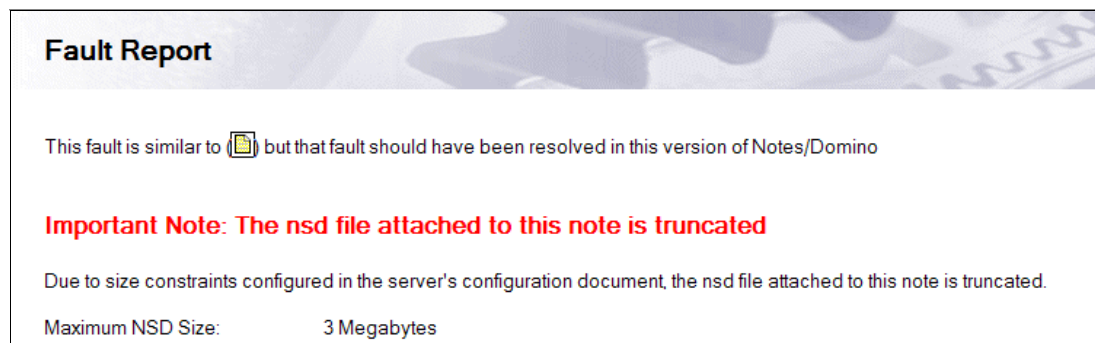 Fault Report
This fault is similar to () but that fault should have been resolved in this version of Notes/Domino
Important Note: The nsd file attached to this note is truncated
Due to size constraints configured in the server's configuration document, the nsd file attached to this note is truncated.
Maximum NSD Size: 3 Megabytes